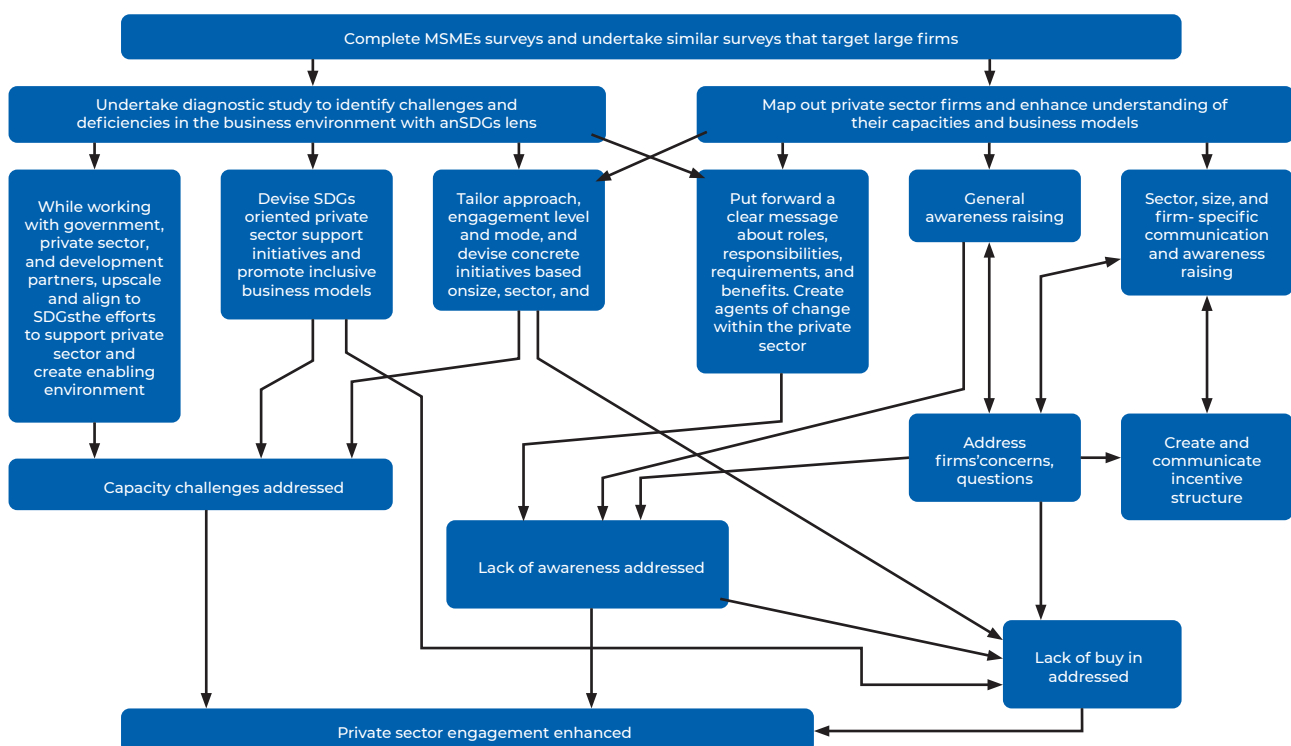 Complete MSMEs surveys and undertake similar surveys that target large firms
Undertake diagnostic study to identify challenges and
deficiencies in the business environment with anSDGs lens
Map out private sector firms and enhance understanding of
their capacities and business models
While working
with government,
private sector,
and development
partners, upscale
and align to
SDGsthe efforts
to support private
sector and
create enabling
environment
Devise SDGs
oriented private
sector support
initiatives and
promote inclusive
business models
Tailor approach,
engagement level
and mode, and
devise concrete
initiatives based
onsize, sector, and
Put forward a
clear message
about roles,
responsibilities,
requirements, and
benefits. Create
agents of change
within the private
sector
General
awareness raising
Sector, size, and
firm- specific
communication
and awareness
raising
Address
firms'concerns,
questions
Create and
communicate
incentive
structure
Capacity challenges addressed
Lack of awareness addressed
Lack of buy in
addressed
Private sector engagement enhanced